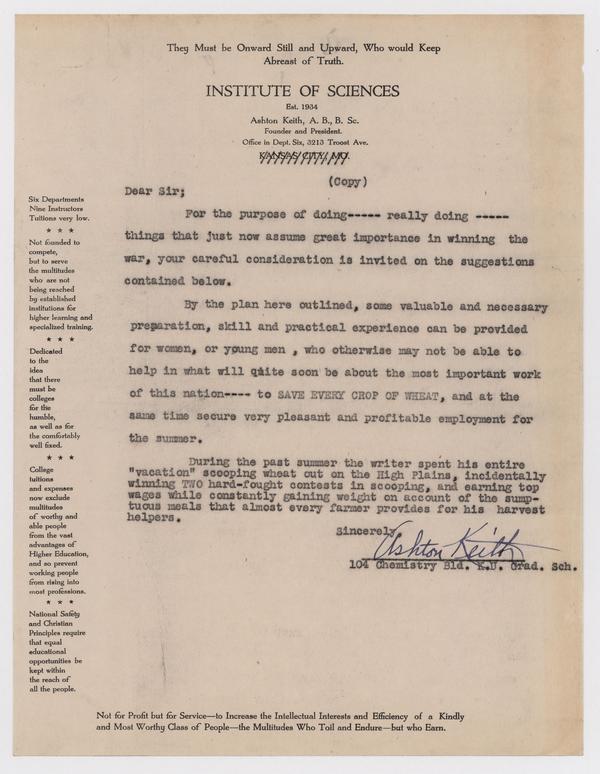 They Must be Onward Still and Upward, Who would Keep
Abreast of Truth.
INSTITUTE OF SCIENCES
Est. 1934
Ashton Keith, A. B., B. Sc.
Founder and President.
Office in Dept. Six, 3213 Troost Ave.
KANSAS CITY, MO.
(Copy)
Dear Sir;
For the purpose of doing----- really doing -----
things that just now assume great importance in winning the
war, your careful consideration is invited on the suggestions
contained below.
By the plan here outlined, some valuable and necessary
preparation, skill and practical experience can be provided
for women, or young men , who otherwise may not be able to
help in what will quite soon be about the most important work
of this nation---- to SAVE EVERY CROP OF WHEAT, and at the
same time secure very pleasant and profitable employment for
the summer.
During the past summer the writer spent his entire
"vacation" scooping wheat out on the High Plains, incidentally
winning TWO hard-fought contests in scooping, and earning top
wages while constantly gaining weight on account of the sump-
tuous meals that almost every farmer provides for his harvest
helpers.
Sincerely,
Ashton Keith
104 Chemistry Bld. K.U. Grad. Sch.
Six Departments
Nine Instructors
Tuitions very low.
* * *
Not founded to
compete,
but to serve
the multitudes
who are not
being reached
by established
institutions for
higher learning and
specialized training.
* * *
Dedicated
to the
idea
that there
must be
colleges
for the
humble,
as well as for
the comfortably
well fixed.
* * *
College
tuitions
and expenses
now exclude
multitudes
of worthy and
able people
from the vast
advantages of
Higher Education,
and so prevent
working people
from rising into
most professions.
* * *
National Safety
and Christian
Principles require
that equal
educational
opportunities be
kept within
the reach of
all the people.
Not for Profit but for Service—to Increase the Intellectual Interests and Efficiency of a Kindly
and Most Worthy Class of People—the Multitudes Who Toil and Endure—but who Earn.